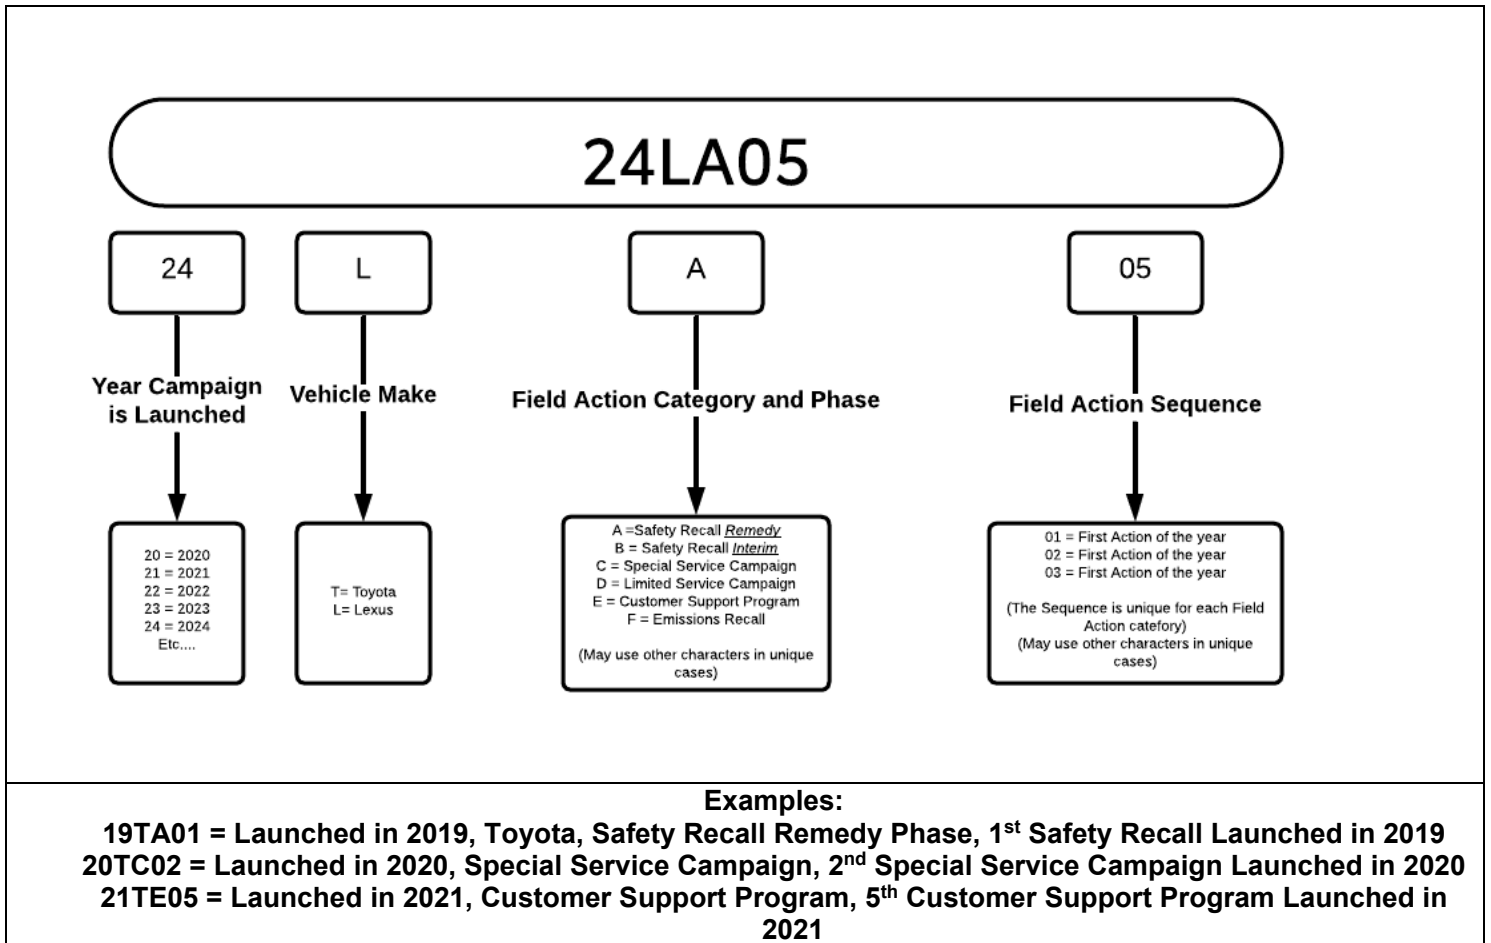 24LA05
24
L
A
05
Year Campaign
is Launched
Vehicle Make
Field Action Category and Phase
Field Action Sequence
20 = 2020
21 = 2021
22 = 2022
23 = 2023
24 = 2024
Etc....
T= Toyota
L= Lexus
A =Safety Recall Remedy
B = Safety Recall Interim
C = Special Service Campaign
D = Limited Service Campaign
E = Customer Support Program
F = Emissions Recall
(May use other characters in unique
cases)
01 = First Action of the year
02 = First Action of the year
03 = First Action of the year
(The Sequence is unique for each Field
Action catefory)
(May use other characters in unique
cases)
Examples:
19TA01 = Launched in 2019, Toyota, Safety Recall Remedy Phase, 1st Safety Recall Launched in 2019
20TC02 = Launched in 2020, Special Service Campaign, 2nd Special Service Campaign Launched in 2020
21TE05 = Launched in 2021, Customer Support Program, 5th Customer Support Program Launched in
2021